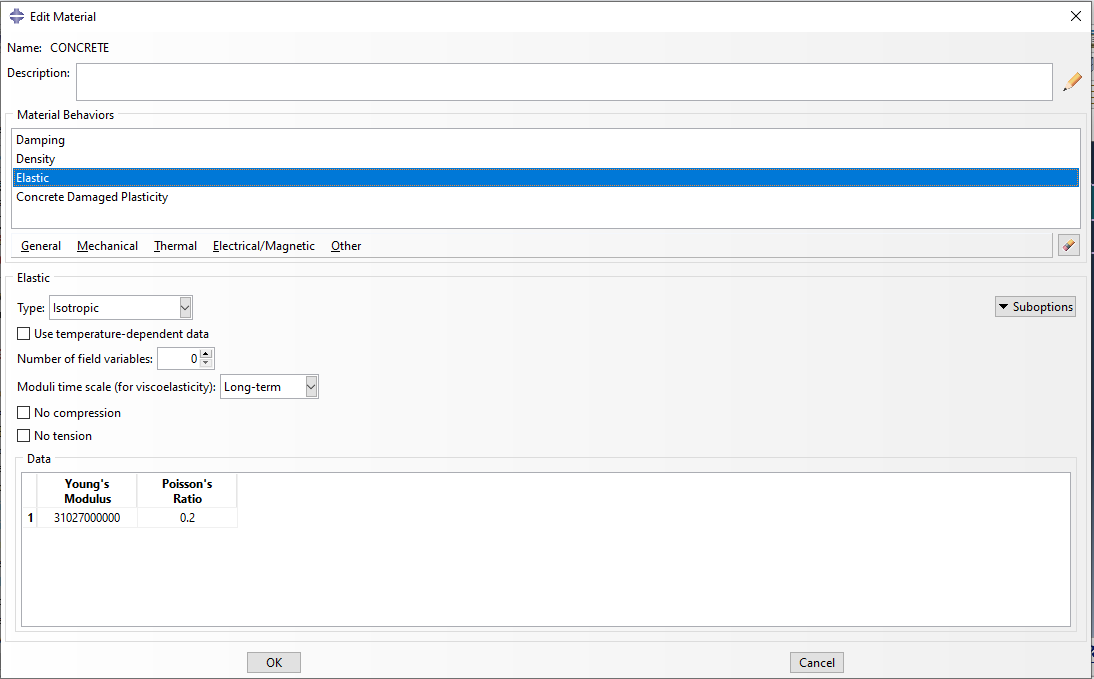 Edit Material
Name: CONCRETE
Description:
Material Behaviors
Damping
Density
Elastic
Concrete Damaged Plasticity
General Mechanical Thermal Electrical/Magnetic Other
Elastic
Type: Isotropic Suboptions
Use temperature-dependent data
Number of field variables: 0
Moduli time scale (for viscoelasticity): Long-term
No compression
No tension
Data
Young's Poisson's
Modulus Ratio
1 31027000000 0.2
OK Cancel